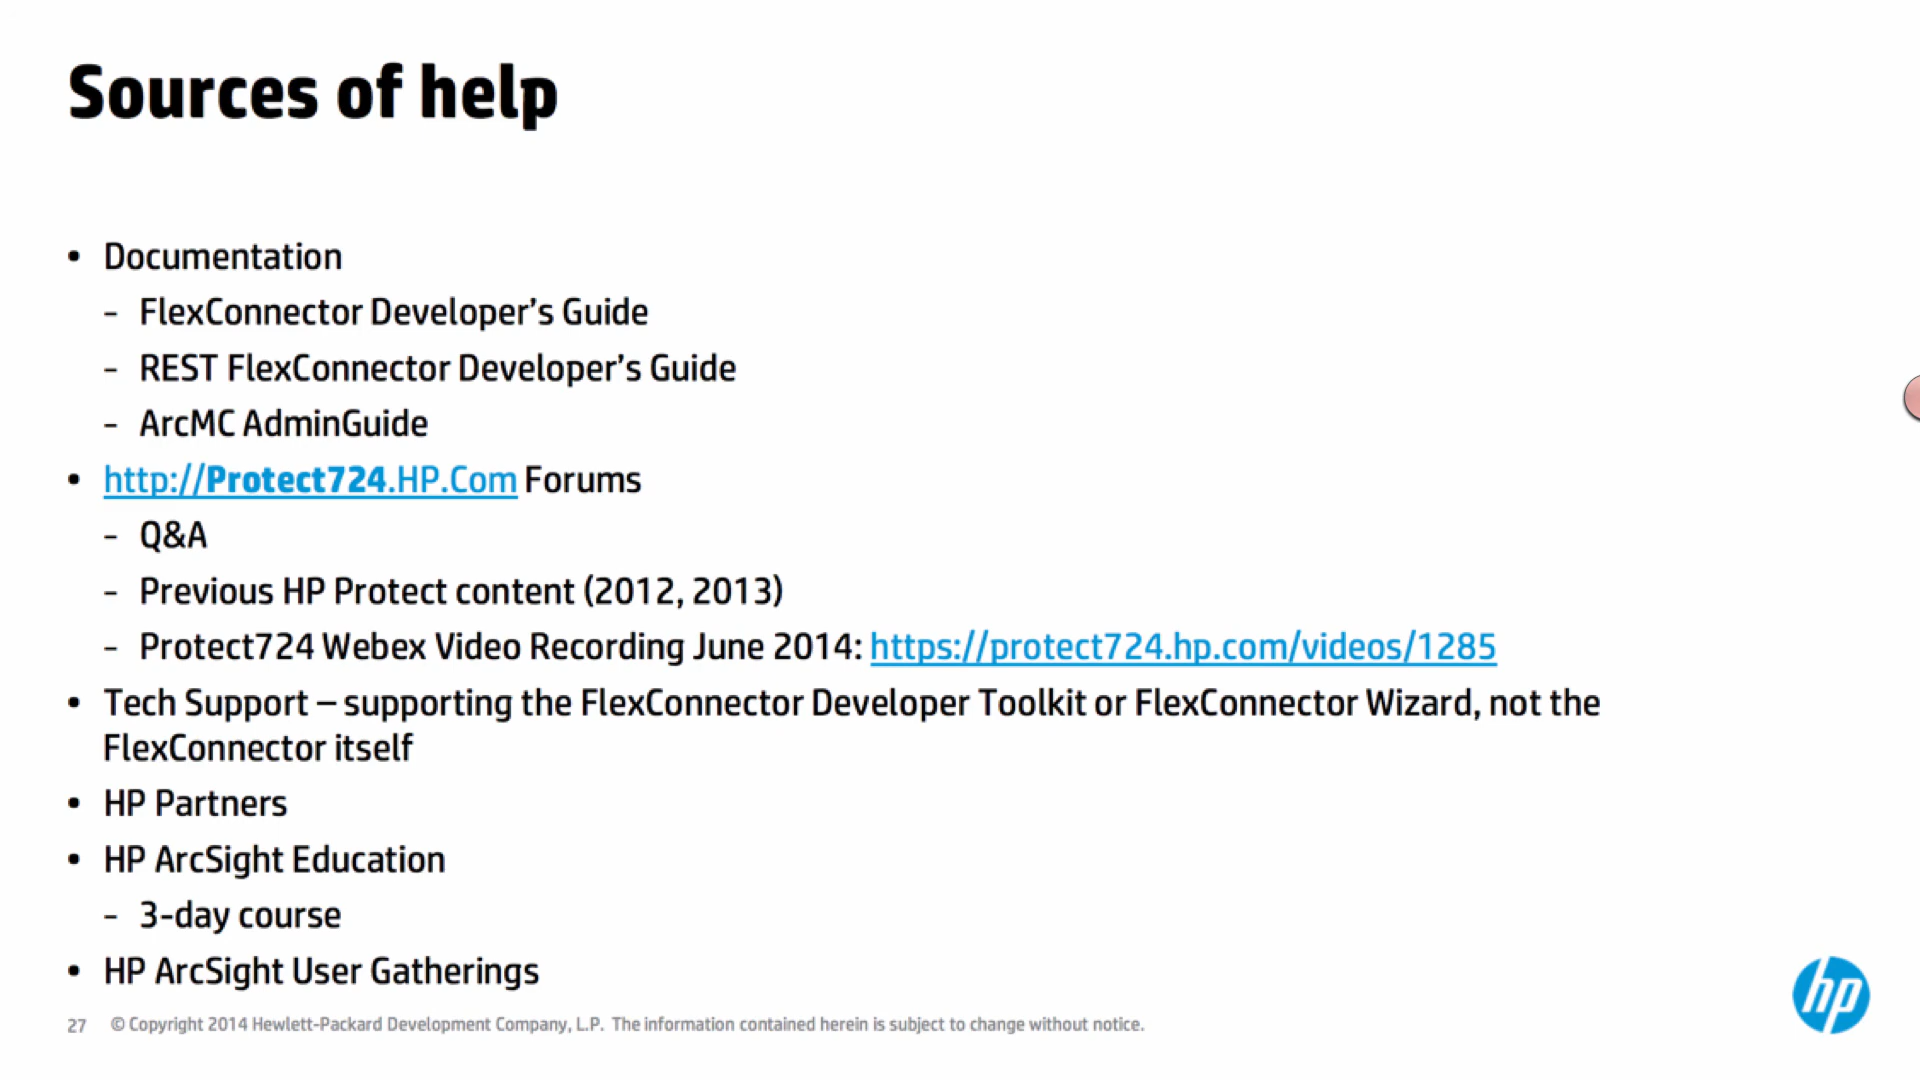 Sources of help
• Documentation
– FlexConnector Developer’s Guide
– REST FlexConnector Developer’s Guide
– ArcMC AdminGuide
• http://Protect724.HP.Com Forums
– Q&A
– Previous HP Protect content (2012, 2013)
– Protect724 Webex Video Recording June 2014: https://protect724.hp.com/videos/1285
• Tech Support – supporting the FlexConnector Developer Toolkit or FlexConnector Wizard, not the
FlexConnector itself
• HP Partners
• HP ArcSight Education
– 3-day course
• HP ArcSight User Gatherings
27 © Copyright 2014 Hewlett-Packard Development Company, L.P. The information contained herein is subject to change without notice.
hp